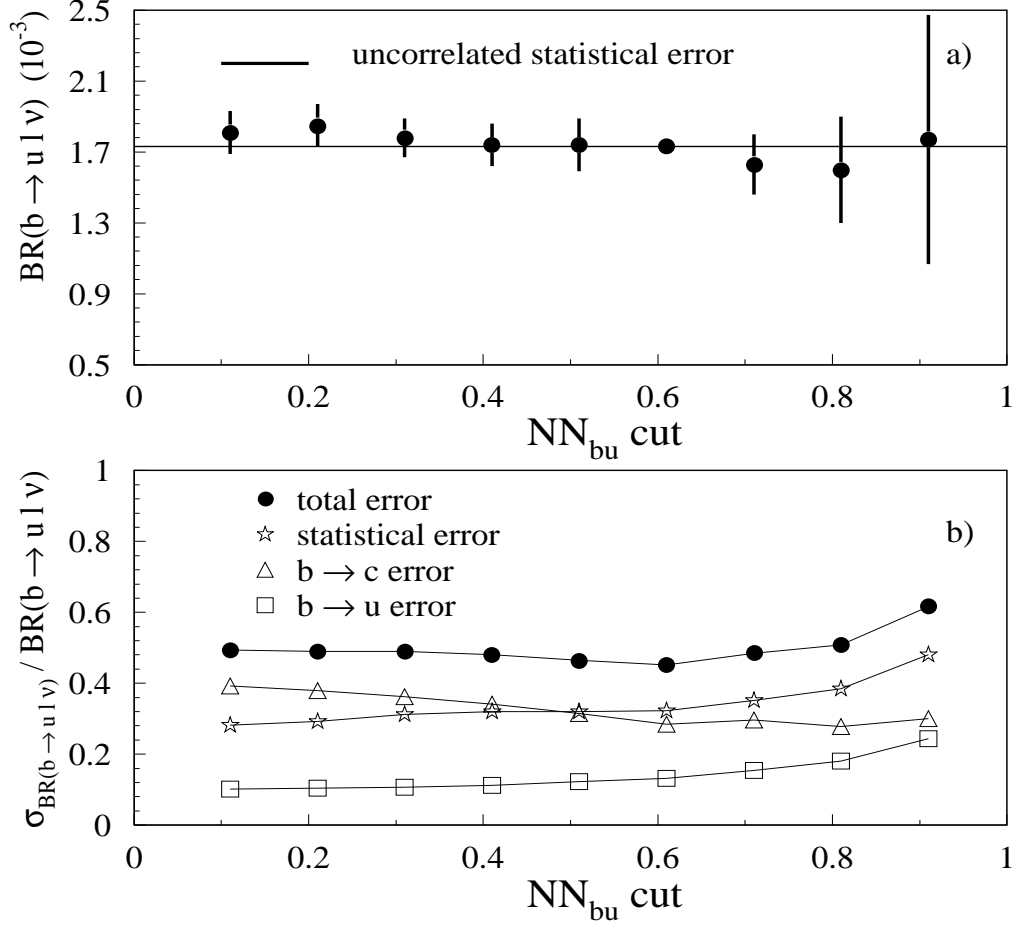 BR(b → u l ν) (10⁻³)
2.5
2.1
1.7
1.3
0.9
0.5
uncorrelated statistical error
a)
0 0.2 0.4 0.6 0.8 1
NN_bu cut
σ_BR(b → u l ν) / BR(b → u l ν)
1
0.8
0.6
0.4
0.2
0
total error
statistical error
b → c error
b → u error
b)
0 0.2 0.4 0.6 0.8 1
NN_bu cut